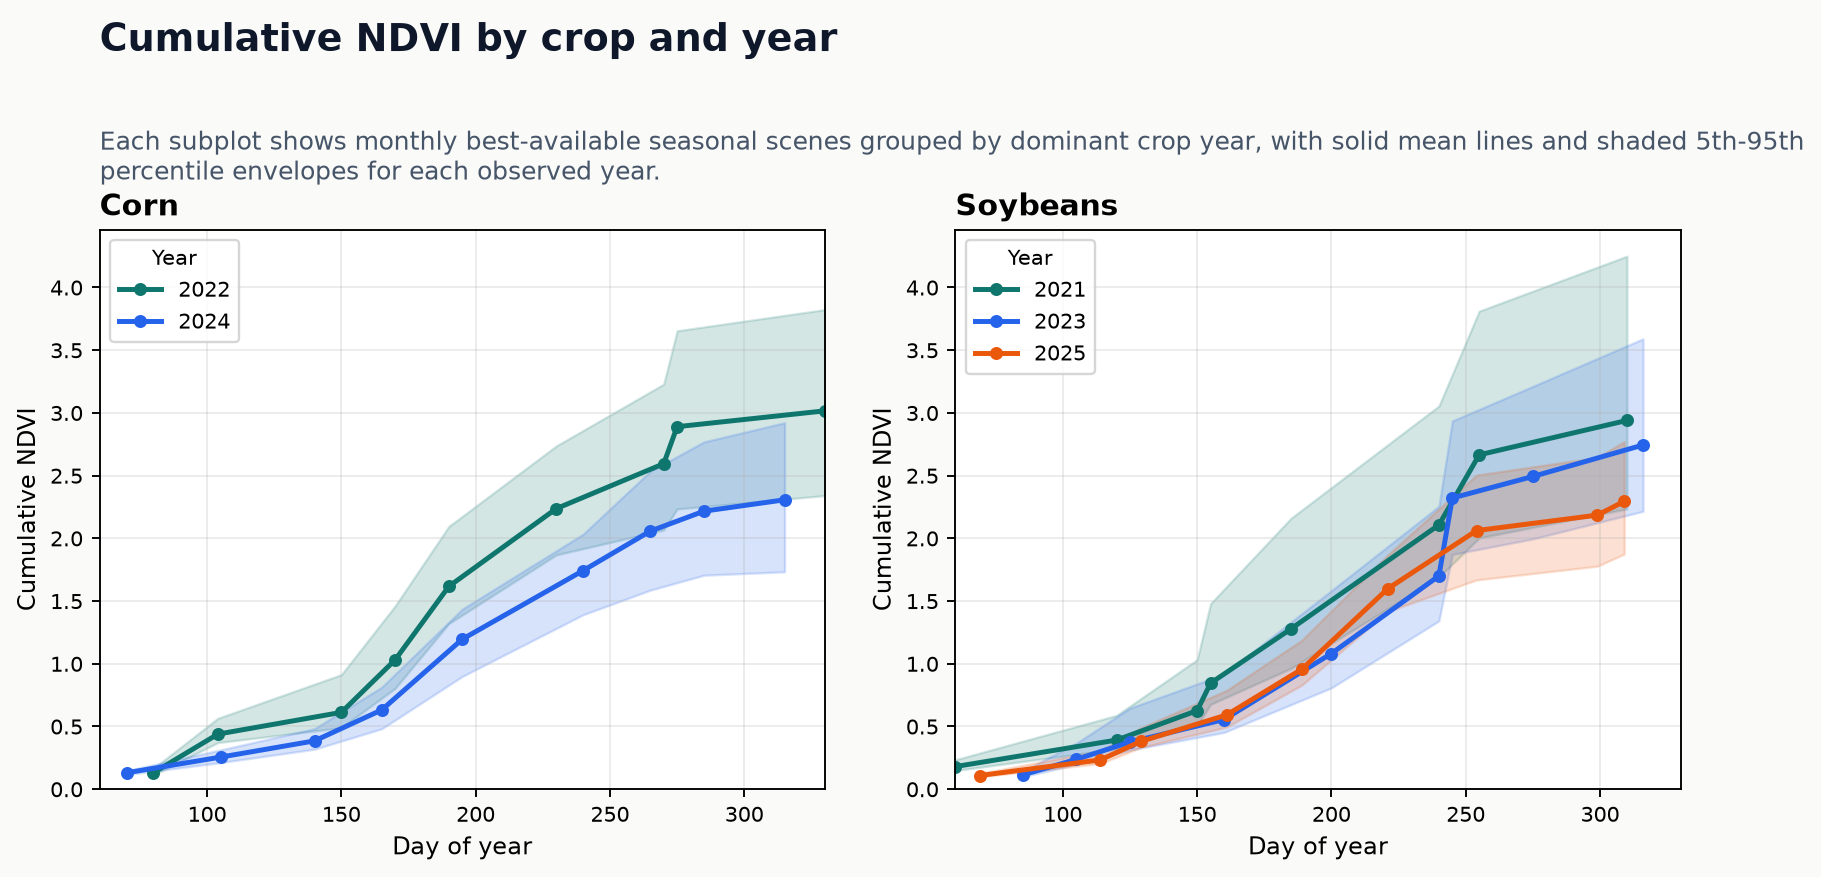 Cumulative NDVI by crop and year
Each subplot shows monthly best-available seasonal scenes grouped by dominant crop year, with solid mean lines and shaded 5th-95th
percentile envelopes for each observed year.
Corn
Year
2022
2024
4.0
3.5
3.0
2.5
2.0
1.5
1.0
0.5
0.0
Cumulative NDVI
100 150 200 250 300
Day of year
Soybeans
Year
2021
2023
2025
4.0
3.5
3.0
2.5
2.0
1.5
1.0
0.5
0.0
Cumulative NDVI
100 150 200 250 300
Day of year